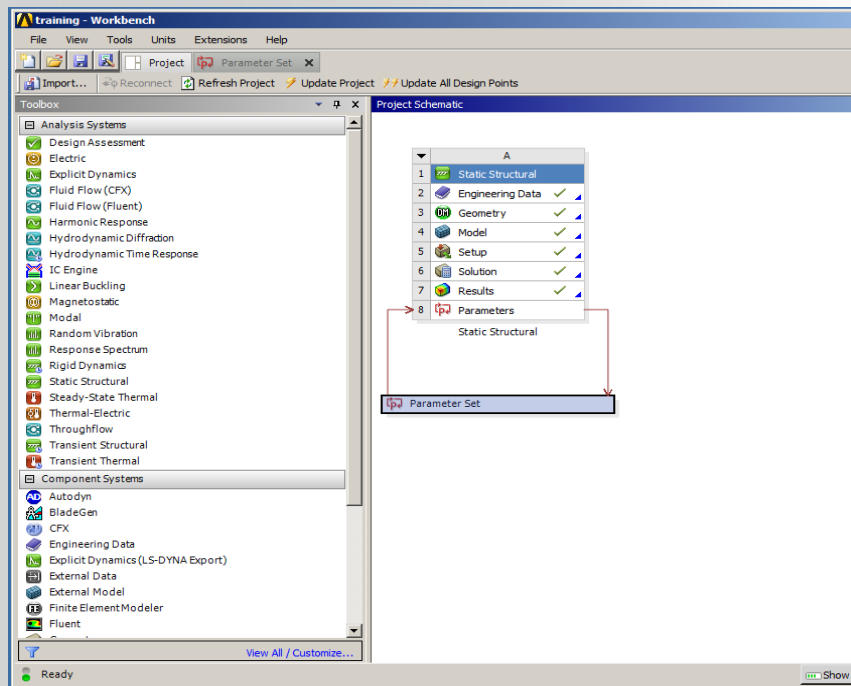 training - Workbench
File View Tools Units Extensions Help
Project Parameter Set
Import... Reconnect Refresh Project Update Project Update All Design Points
Toolbox
Analysis Systems
Design Assessment
Electric
Explicit Dynamics
Fluid Flow (CFX)
Fluid Flow (Fluent)
Harmonic Response
Hydrodynamic Diffraction
Hydrodynamic Time Response
IC Engine
Linear Buckling
Magnetostatic
Modal
Random Vibration
Response Spectrum
Rigid Dynamics
Static Structural
Steady-State Thermal
Thermal-Electric
Throughflow
Transient Structural
Transient Thermal
Component Systems
Autodyn
BladeGen
CFX
Engineering Data
Explicit Dynamics (LS-DYNA Export)
External Data
External Model
Finite Element Modeler
Fluent
View All / Customize...
Project Schematic
A
1 Static Structural
2 Engineering Data
3 Geometry
4 Model
5 Setup
6 Solution
7 Results
8 Parameters
Static Structural
Parameter Set
Ready
Show